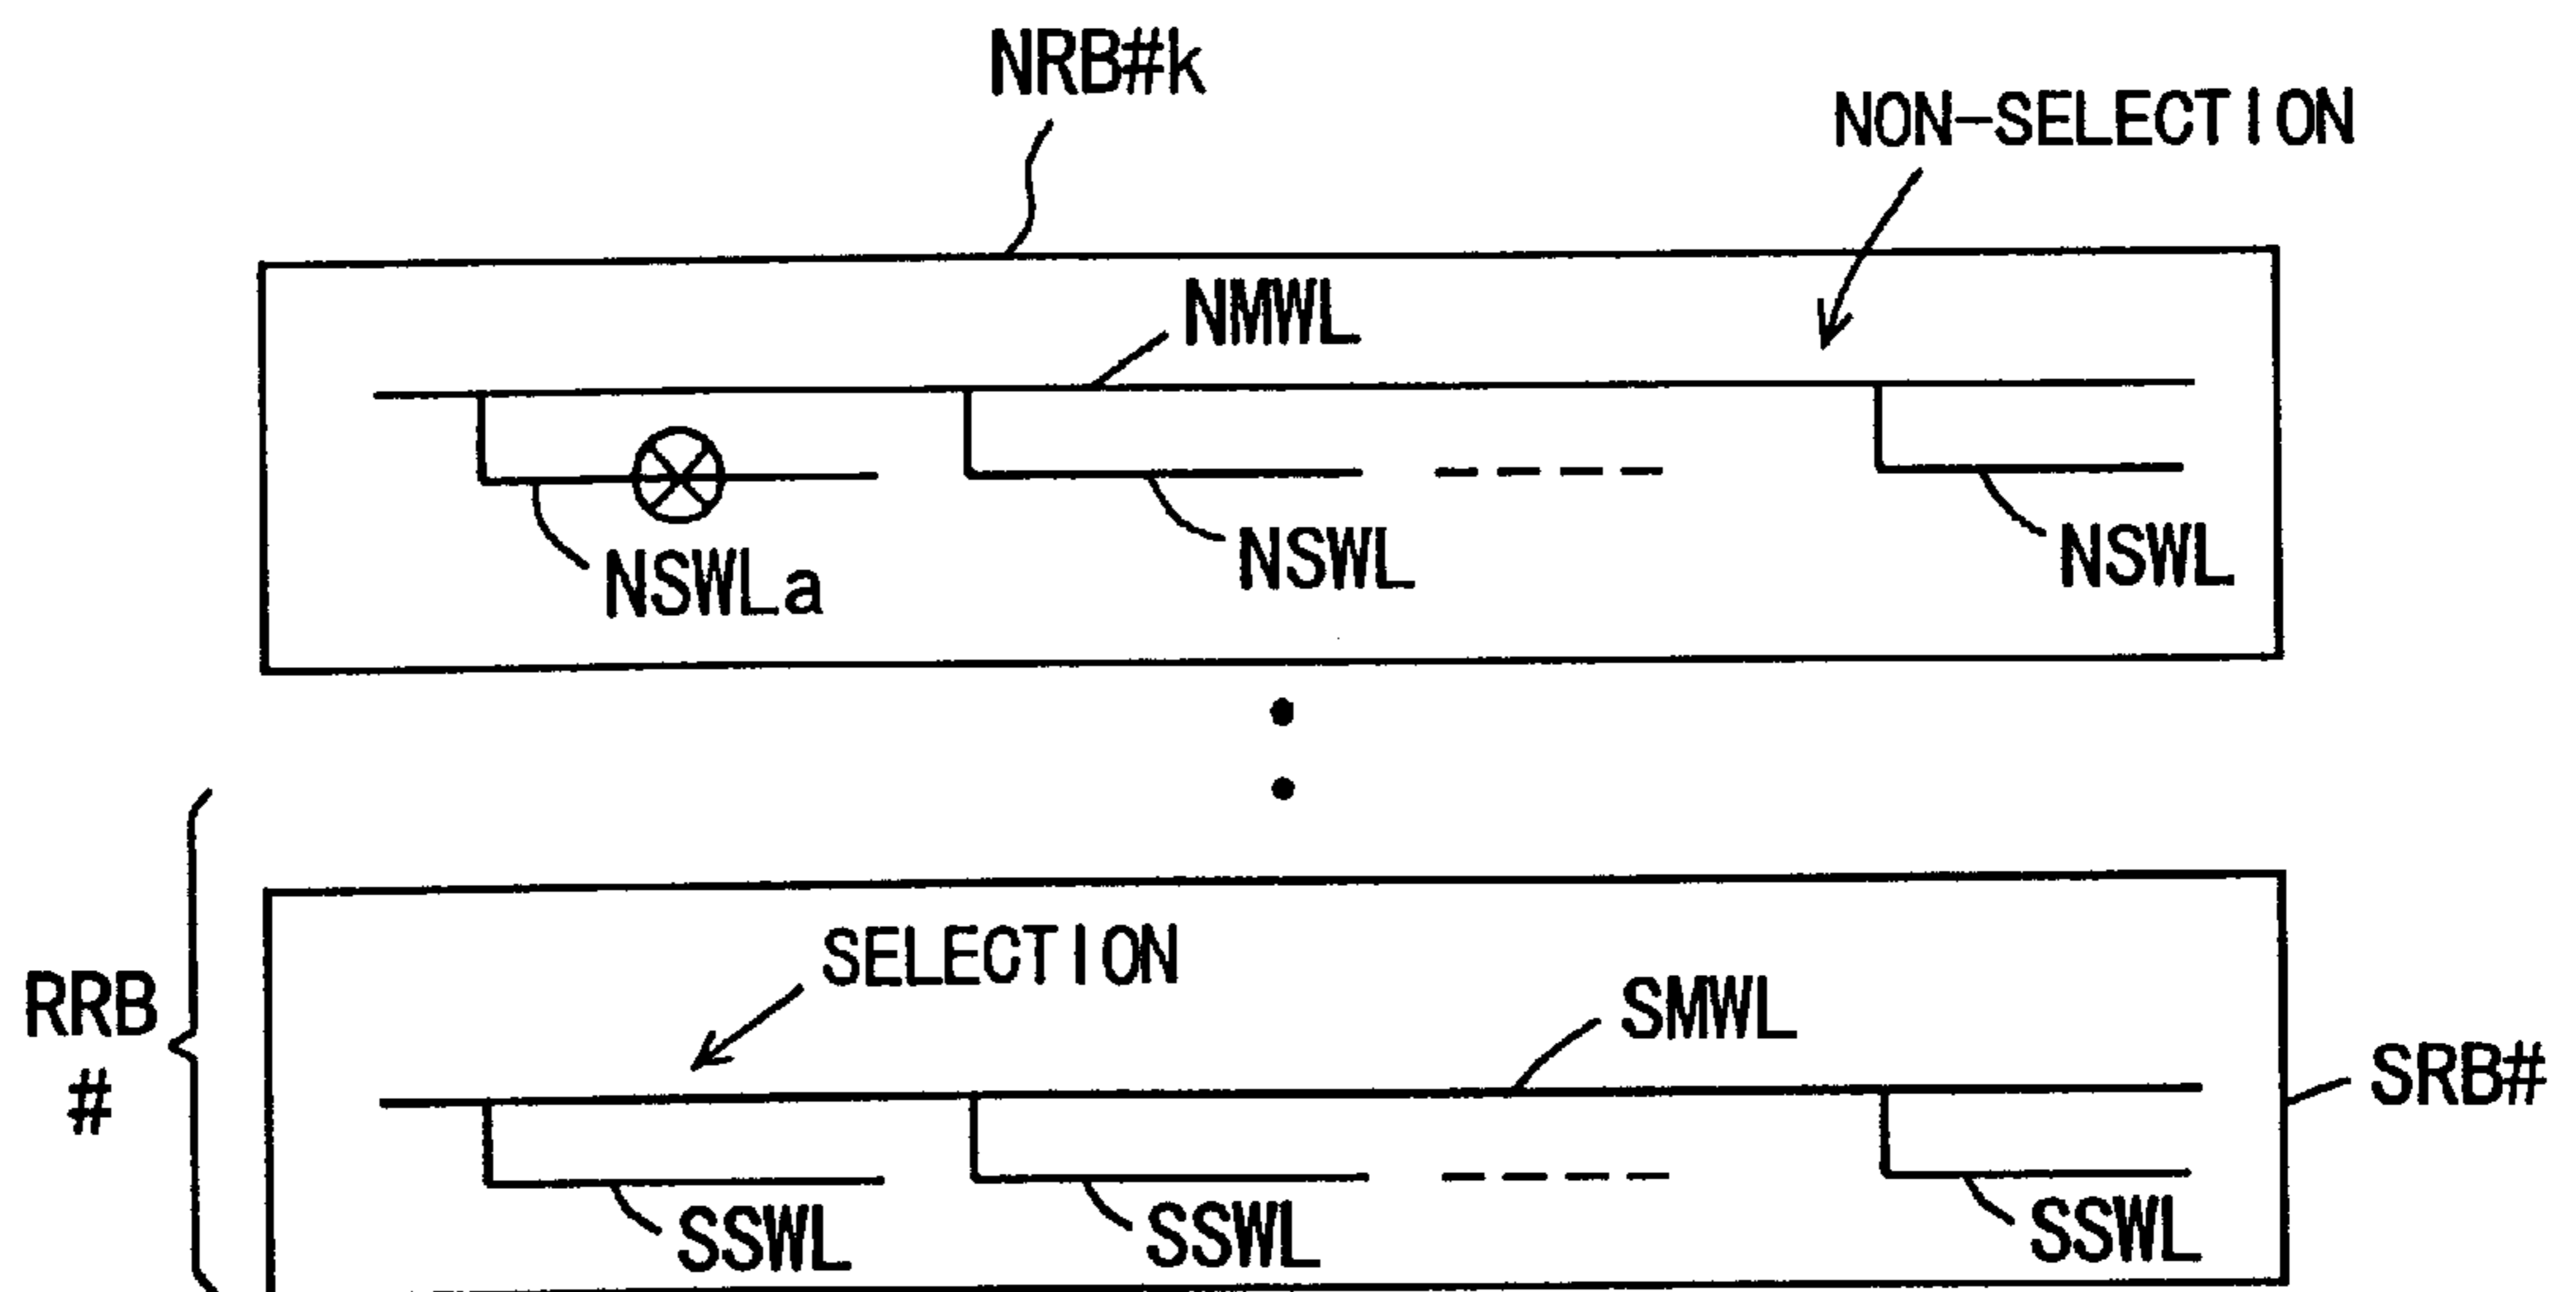 NRB#k
NON-SELECTION
NMWL
NSWLa
NSWL
NSWL
SELECTION
SMWL
RRB
#
SRB#
SSWL
SSWL
SSWL